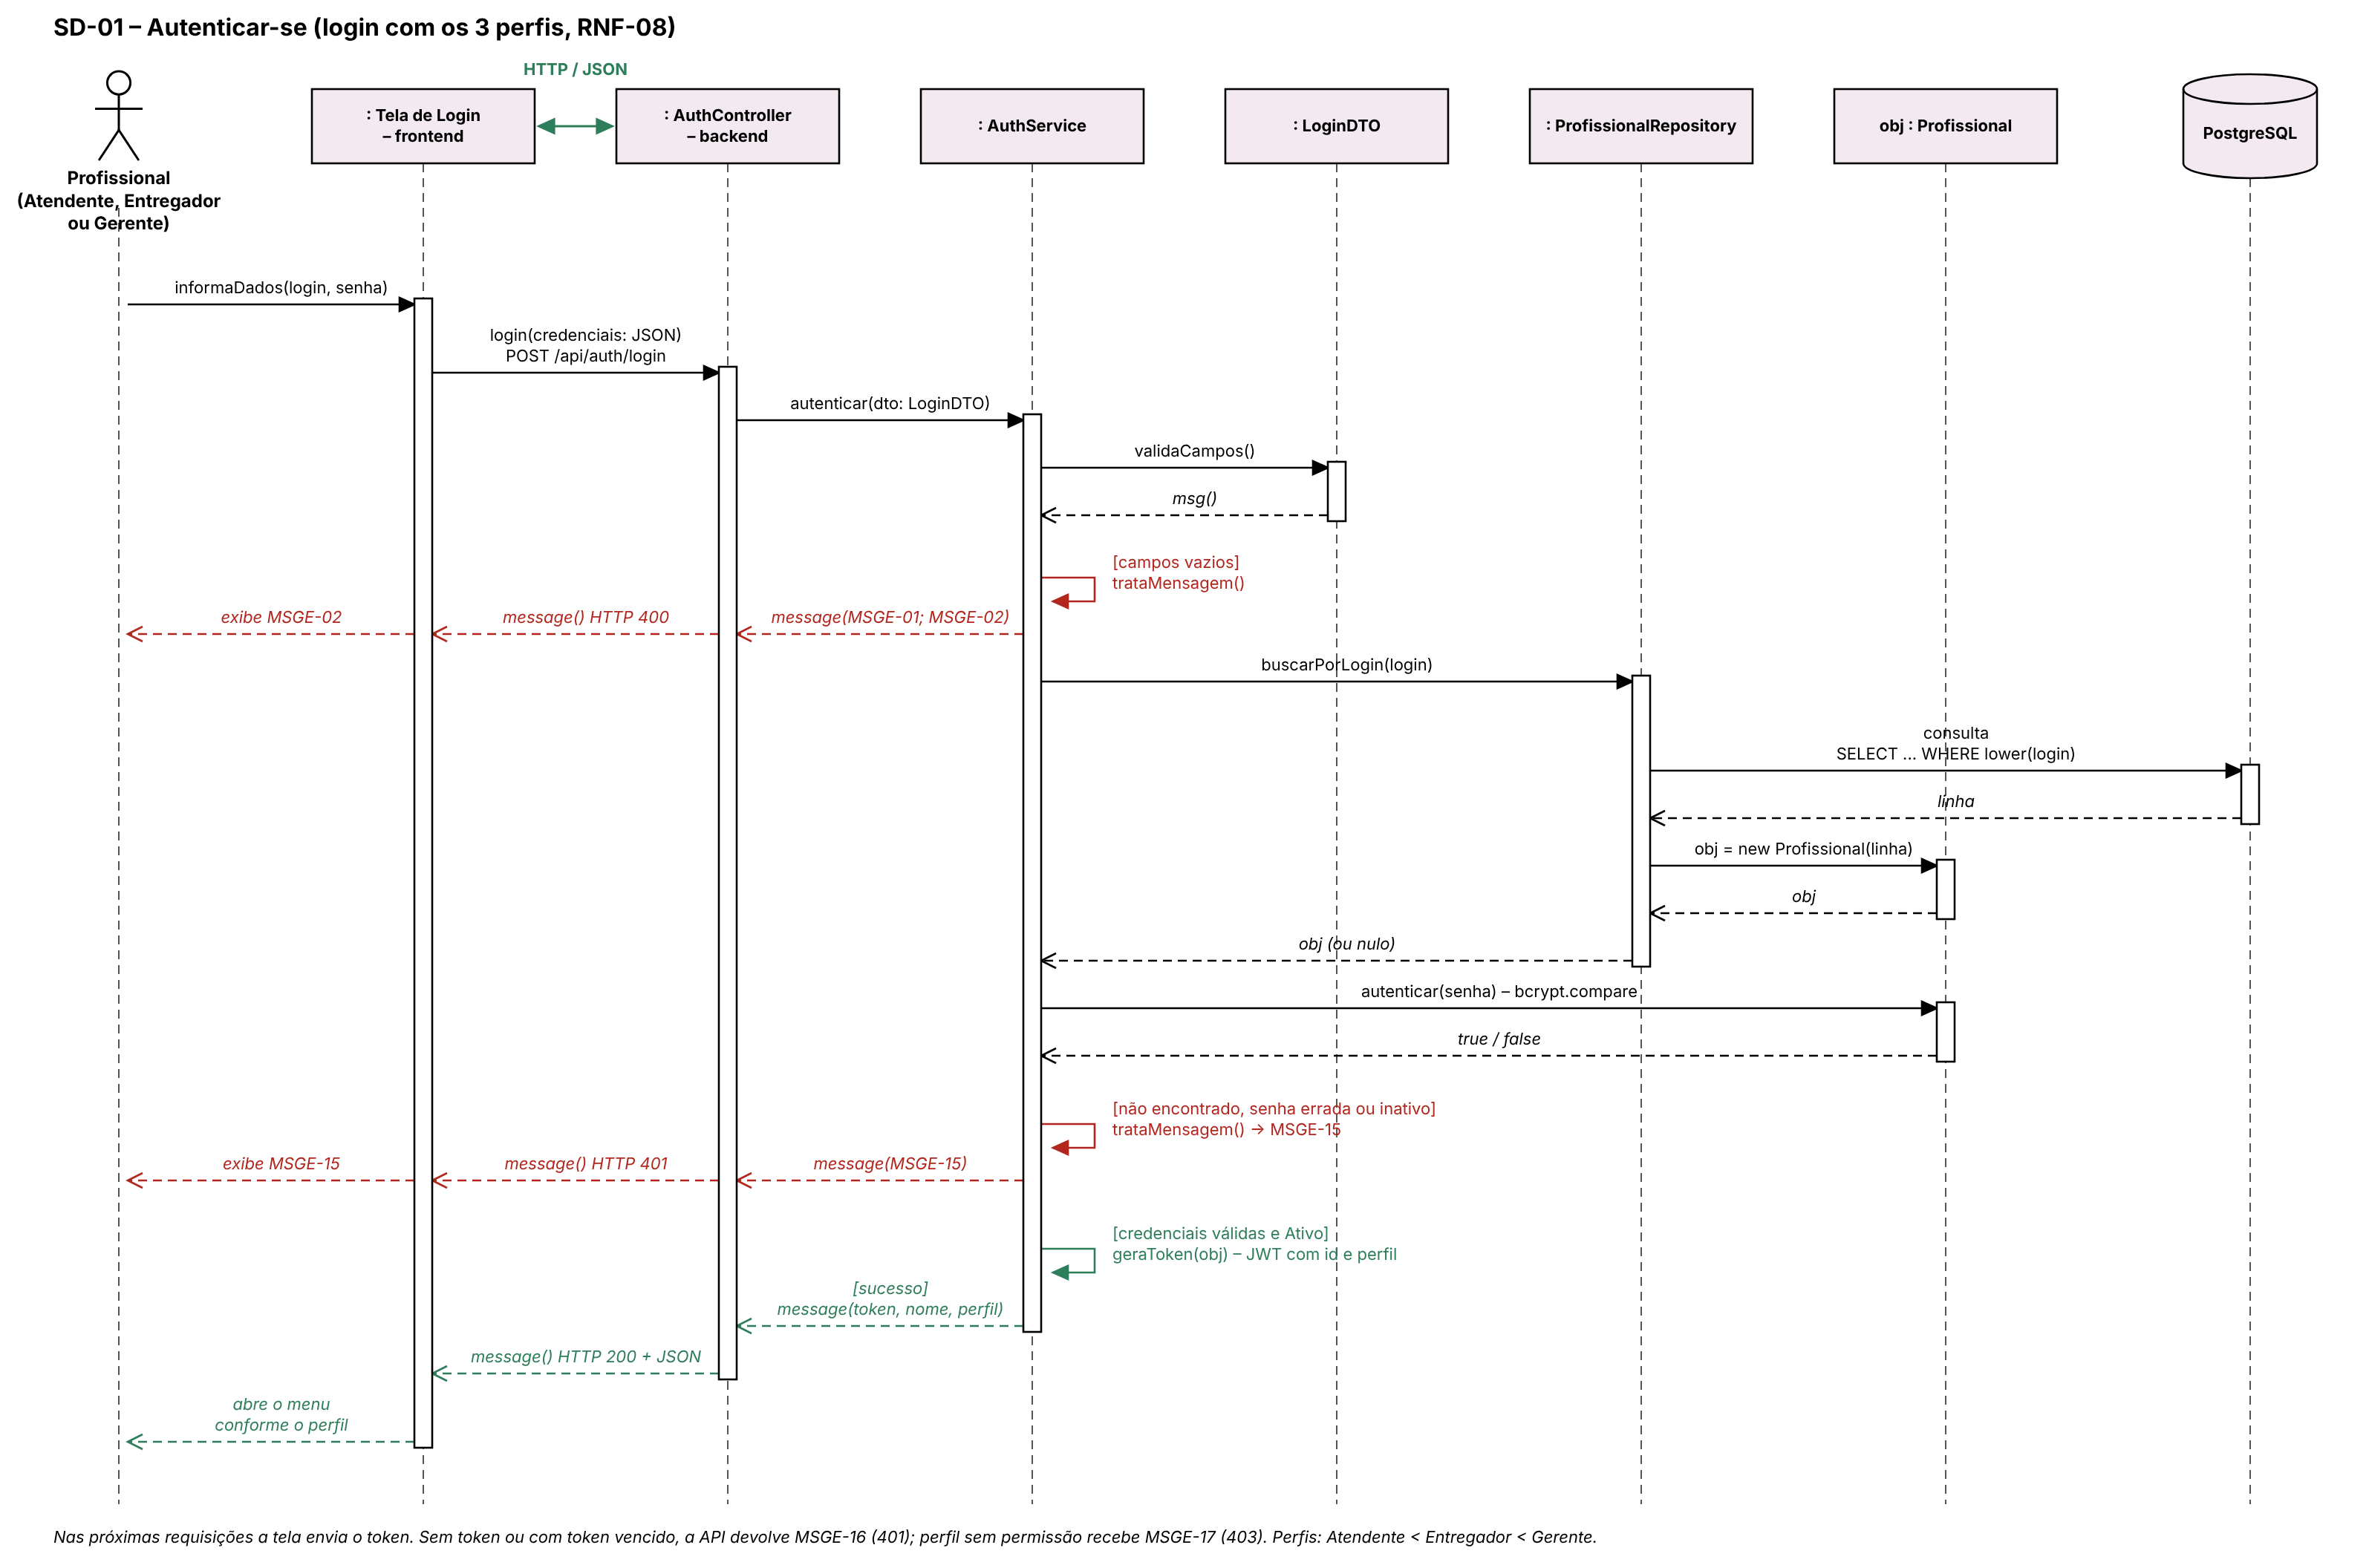 SD-01 – Autenticar-se (login com os 3 perfis, RNF-08)
HTTP / JSON
Profissional
(Atendente, Entregador
ou Gerente)
: Tela de Login
– frontend
: AuthController
– backend
: AuthService
: LoginDTO
: ProfissionalRepository
obj : Profissional
PostgreSQL
informaDados(login, senha)
login(credenciais: JSON)
POST /api/auth/login
autenticar(dto: LoginDTO)
validaCampos()
msg()
[campos vazios]
trataMensagem()
exibe MSGE-02
message() HTTP 400
message(MSGE-01; MSGE-02)
buscarPorLogin(login)
consulta
SELECT ... WHERE lower(login)
linha
obj = new Profissional(linha)
obj
obj (ou nulo)
autenticar(senha) – bcrypt.compare
true / false
[não encontrado, senha errada ou inativo]
trataMensagem() → MSGE-15
exibe MSGE-15
message() HTTP 401
message(MSGE-15)
[credenciais válidas e Ativo]
geraToken(obj) – JWT com id e perfil
[sucesso]
message(token, nome, perfil)
message() HTTP 200 + JSON
abre o menu
conforme o perfil
Nas próximas requisições a tela envia o token. Sem token ou com token vencido, a API devolve MSGE-16 (401); perfil sem permissão recebe MSGE-17 (403). Perfis: Atendente < Entregador < Gerente.